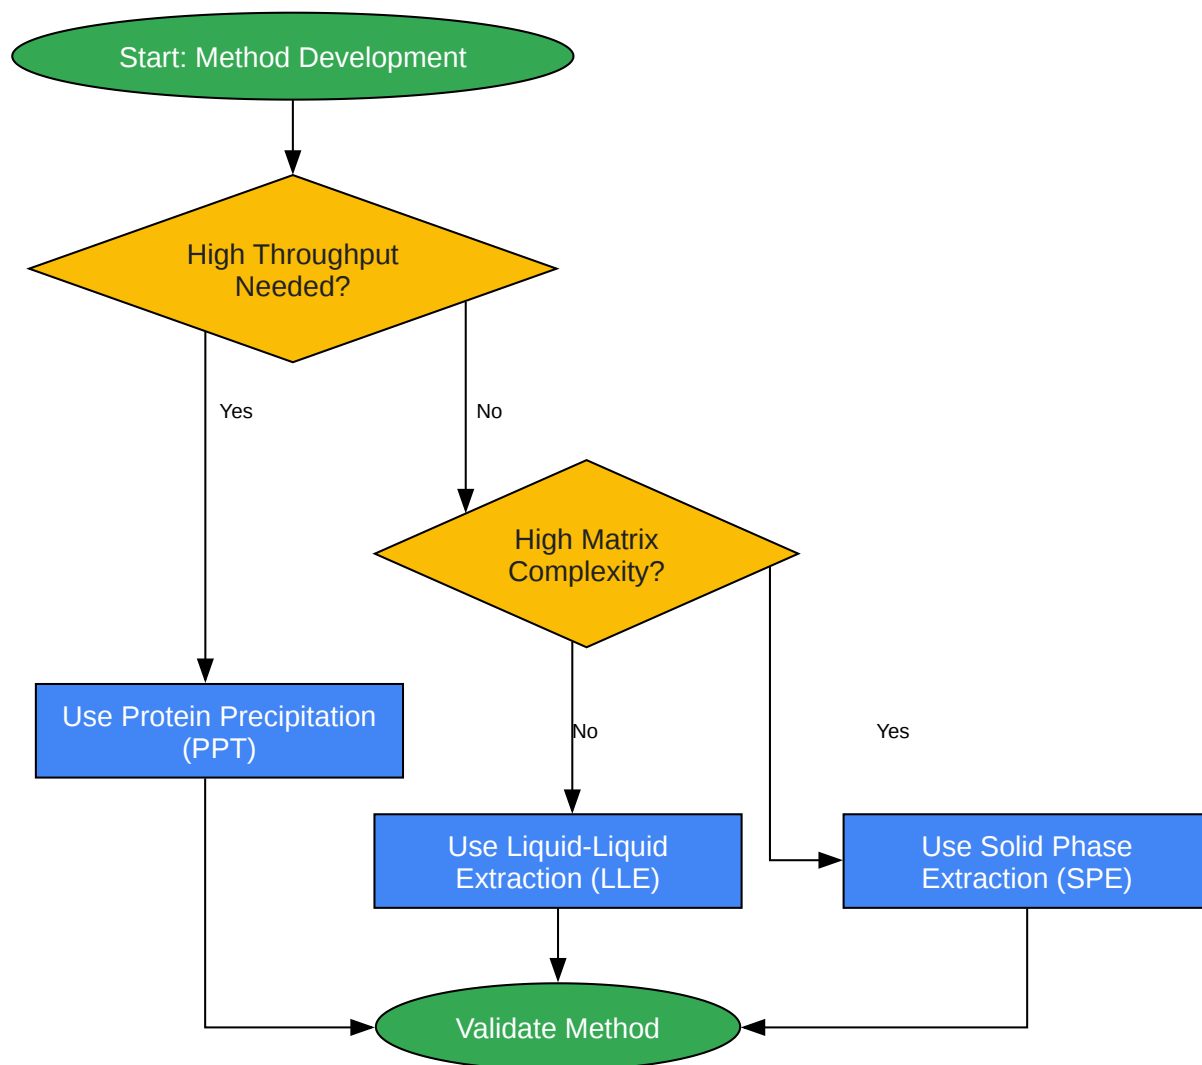 Start: Method Development
High Throughput
Needed?
Yes
No
High Matrix
Complexity?
Use Protein Precipitation
(PPT)
No
Yes
Use Liquid-Liquid
Extraction (LLE)
Use Solid Phase
Extraction (SPE)
Validate Method